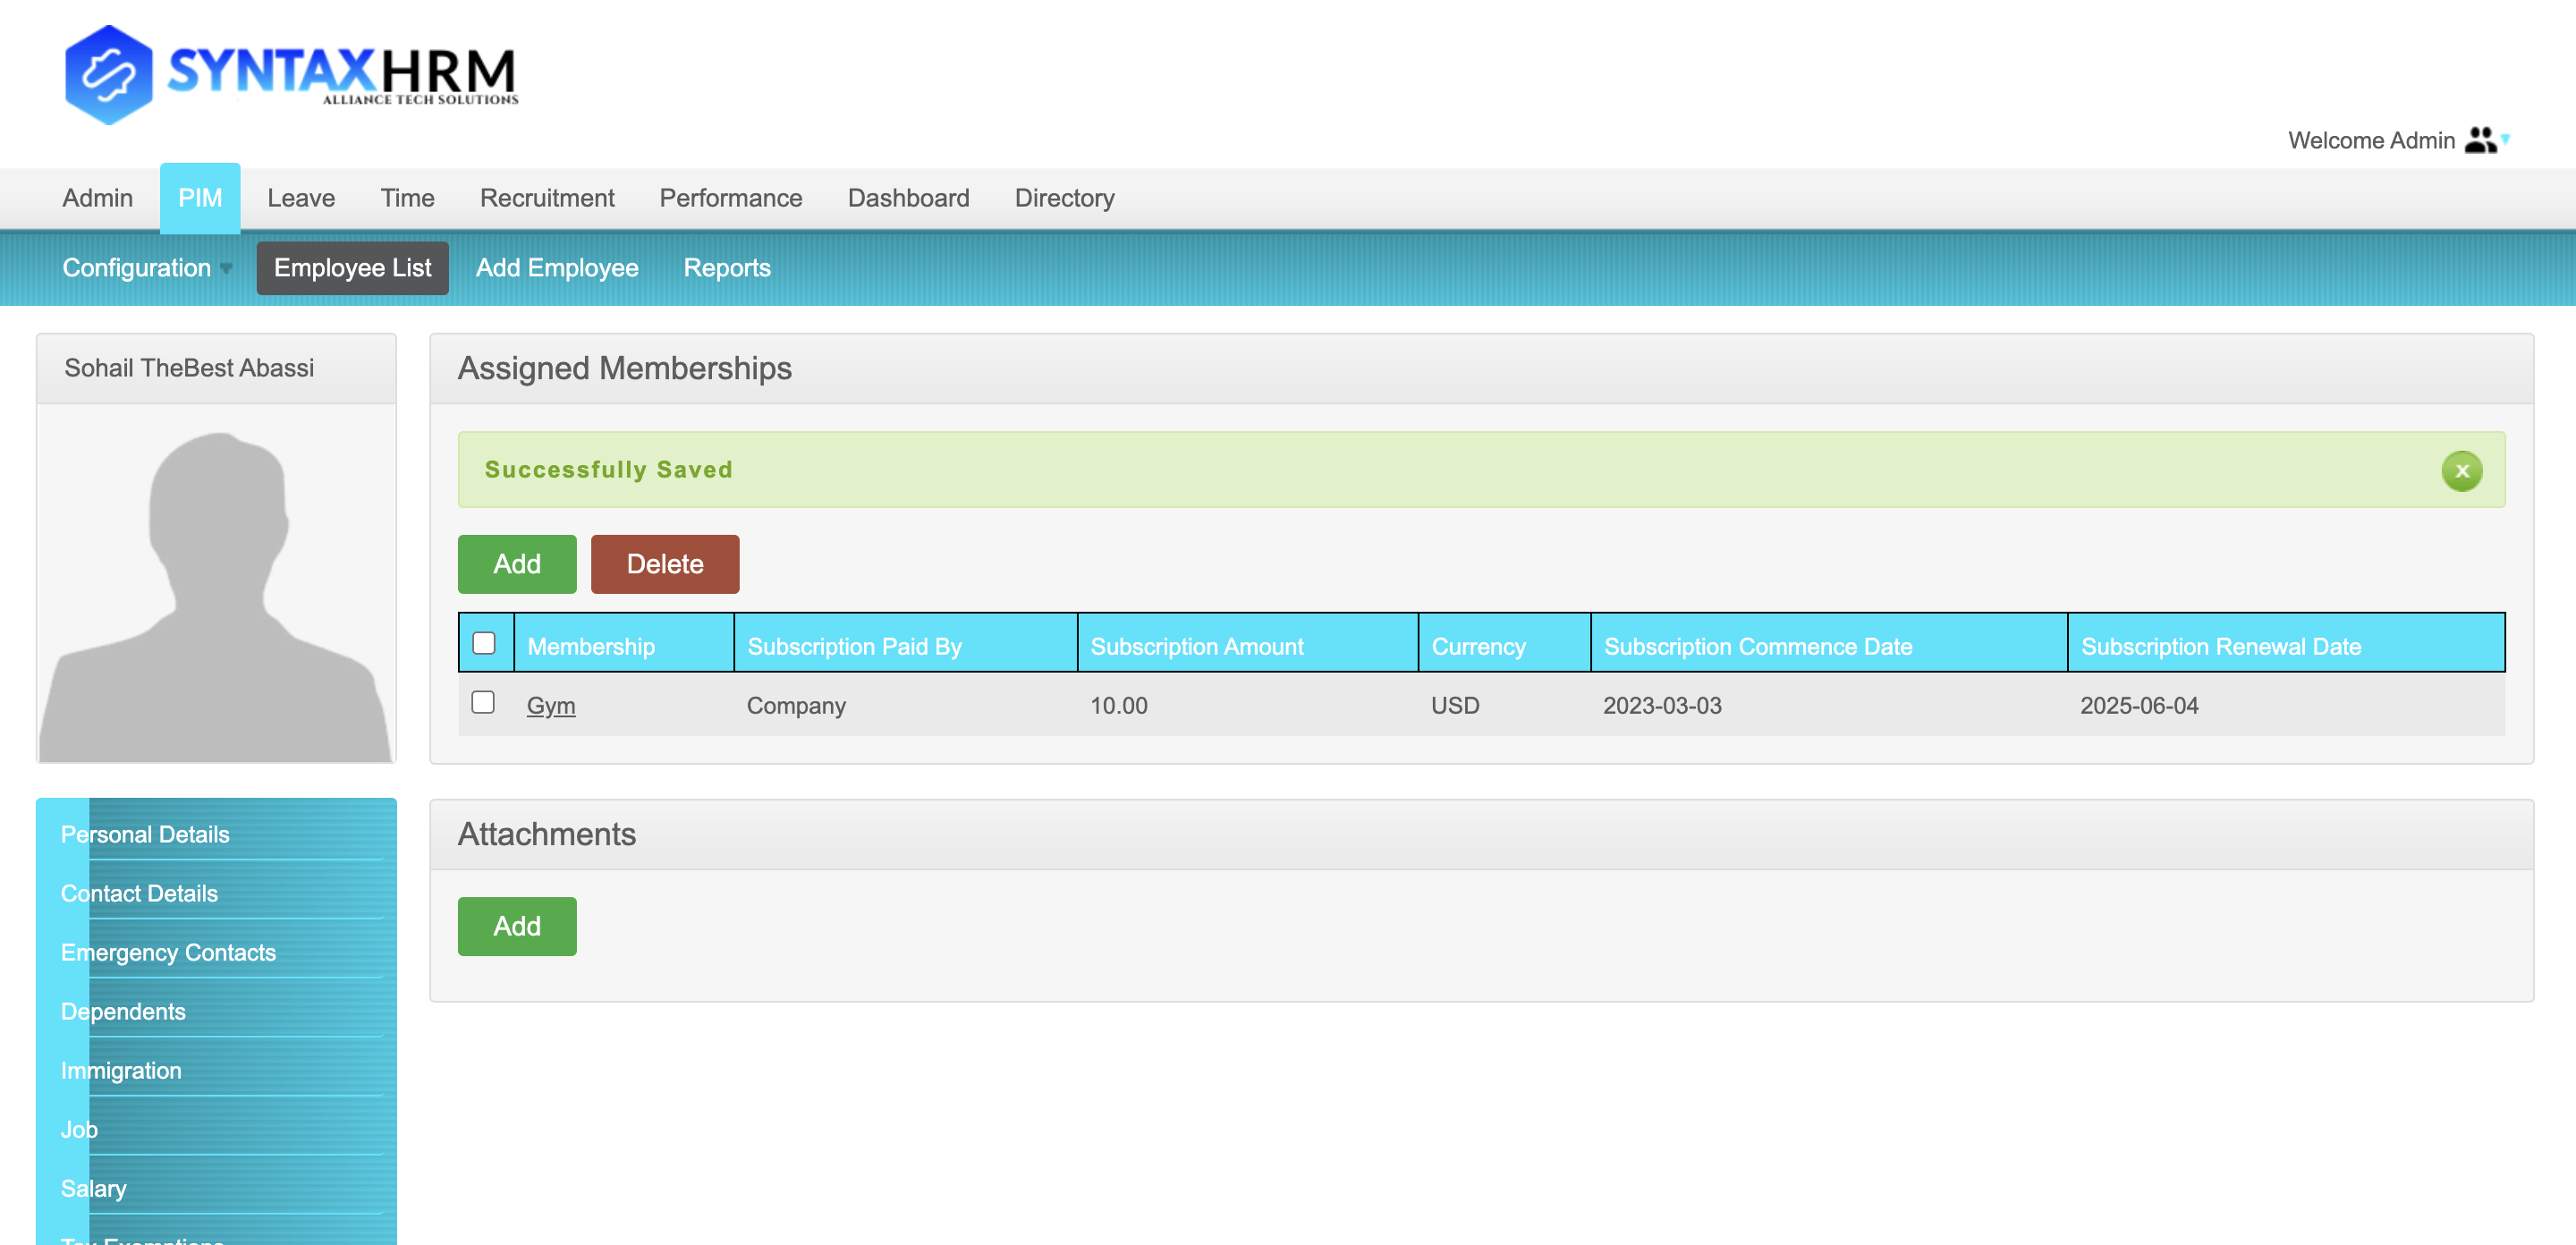 SYNTAXHRM
ALLIANCE TECH SOLUTIONS
Welcome Admin
Admin PIM Leave Time Recruitment Performance Dashboard Directory
Configuration Employee List Add Employee Reports
Sohail TheBest Abassi
Assigned Memberships
Successfully Saved
x
Add Delete
Membership Subscription Paid By Subscription Amount Currency Subscription Commence Date Subscription Renewal Date
Gym Company 10.00 USD 2023-03-03 2025-06-04
Personal Details
Contact Details
Emergency Contacts
Dependents
Immigration
Job
Salary
Tax Exemptions
Attachments
Add